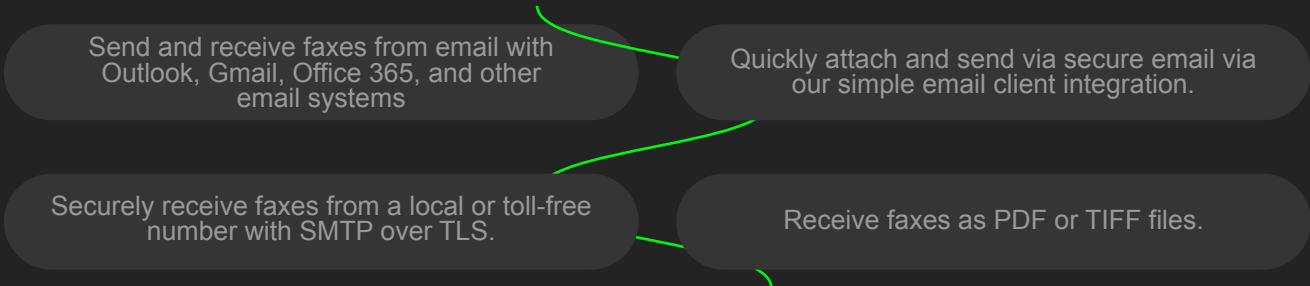 Send and receive faxes from email with
Outlook, Gmail, Office 365, and other
email systems
Quickly attach and send via secure email via
our simple email client integration.
Securely receive faxes from a local or toll-free
number with SMTP over TLS.
Receive faxes as PDF or TIFF files.